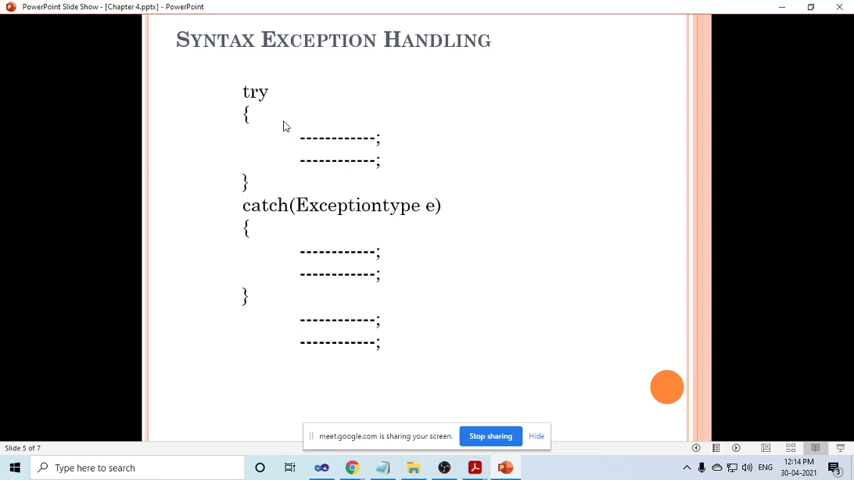 PowerPoint Slide Show - [Chapter 4.pptx] - PowerPoint
SYNTAX EXCEPTION HANDLING
try
{
------------;
------------;
}
catch(Exceptiontype e)
{
------------;
------------;
}
------------;
------------;
meet.google.com is sharing your screen.
Stop sharing
Hide
Slide 5 of 7
Type here to search
ENG
12:14 PM
30-04-2021
3